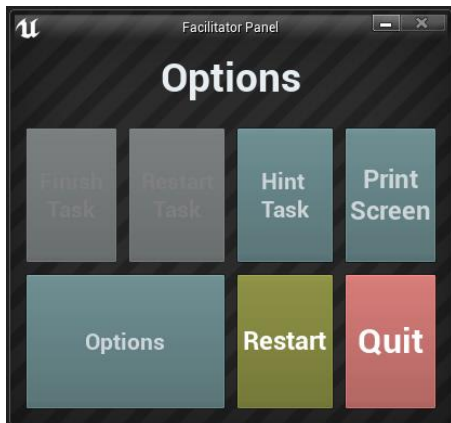 Facilitator Panel
Options
Finish
Task
Restart
Task
Hint
Task
Print
Screen
Options
Restart
Quit